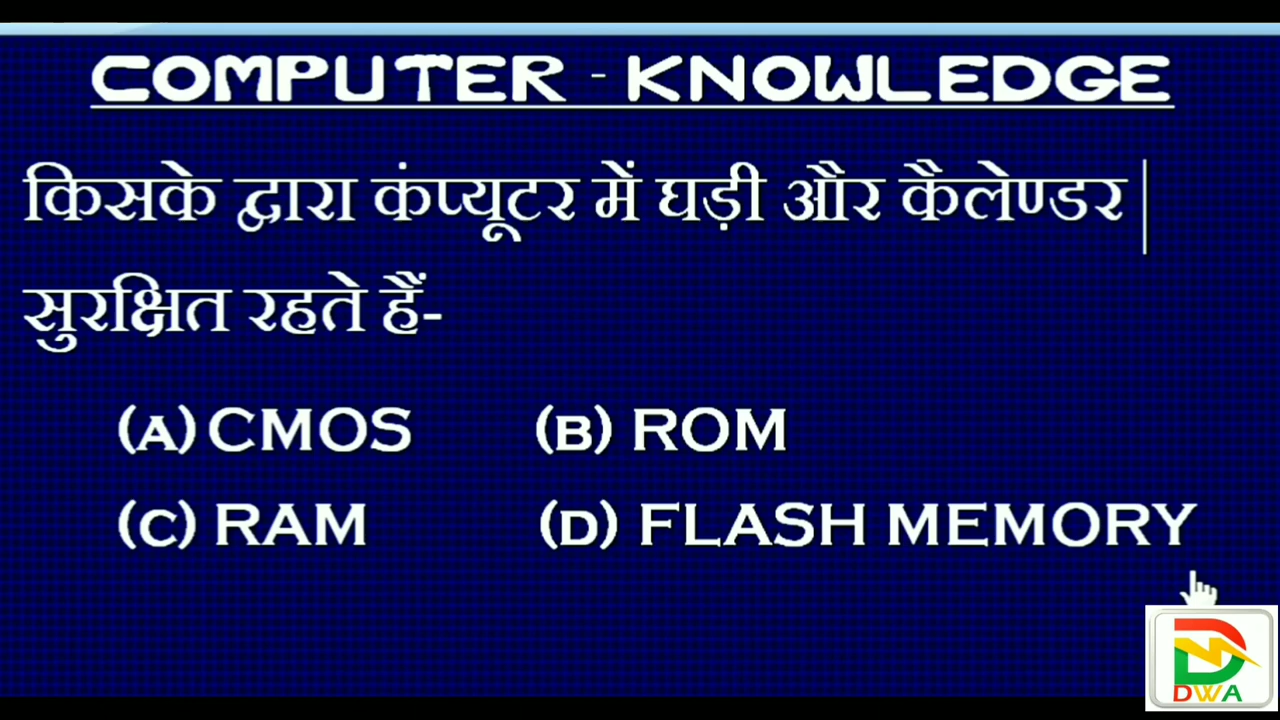 COMPUTER - KNOWLEDGE
किसके द्वारा कंप्यूटर में घड़ी और कैलेण्डर
सुरक्षित रहते हैं-
(A) CMOS (B) ROM
(C) RAM (D) FLASH MEMORY
DWA